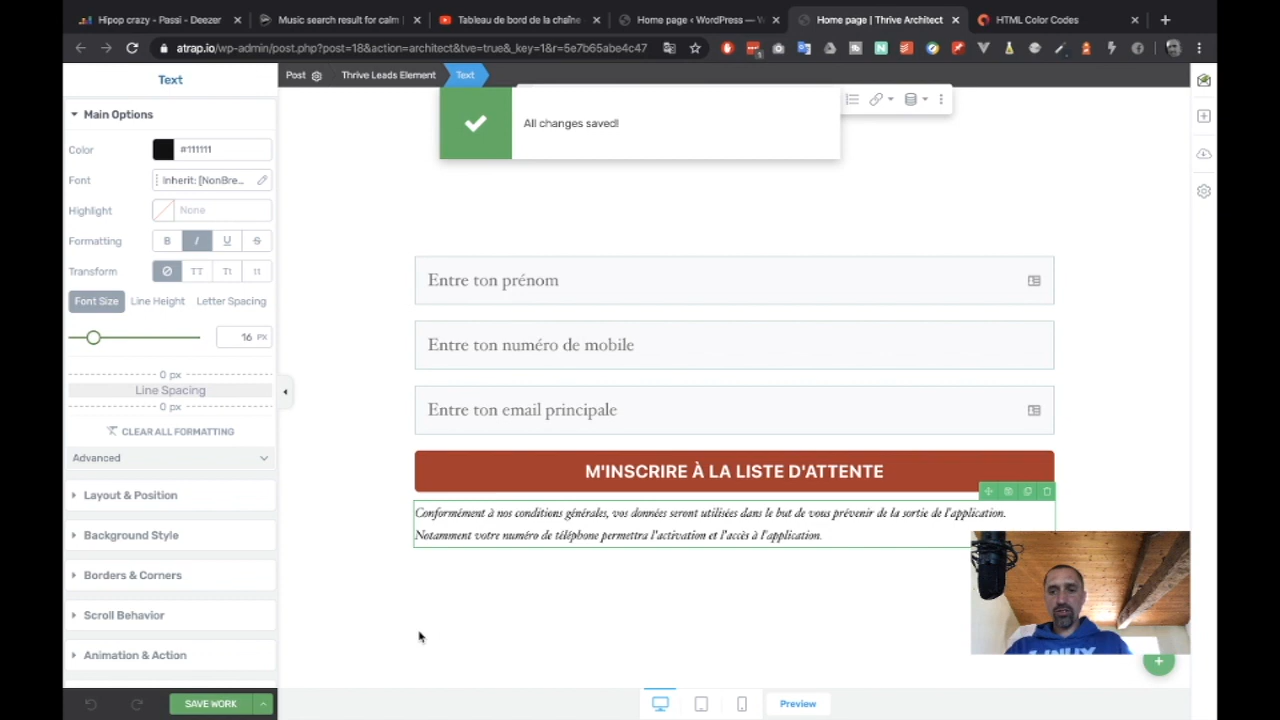 Hipop crazy - Passi - Deezer
Music search result for calm
Tableau de bord de la chaîne
Home page ‹ WordPress — W
Home page | Thrive Architect
HTML Color Codes
atrap.io/wp-admin/post.php?post=18&action=architect&tve=true&_key=1&r=5e7b65abe4c47
Text
Post
Thrive Leads Element
Text
Main Options
All changes saved!
Color
#111111
Font
Inherit: [NonBre...
Highlight
None
Formatting
B I U S
Transform
TT Tt tt
Font Size
Line Height
Letter Spacing
16 PX
0 px
Line Spacing
0 px
CLEAR ALL FORMATTING
Advanced
Layout & Position
Background Style
Borders & Corners
Scroll Behavior
Animation & Action
SAVE WORK
Entre ton prénom
Entre ton numéro de mobile
Entre ton email principale
M'INSCRIRE À LA LISTE D'ATTENTE
Conformément à nos conditions générales, vos données seront utilisées dans le but de vous prévenir de la sortie de l'application.
Notamment votre numéro de téléphone permettra l'activation et l'accès à l'application.
Preview